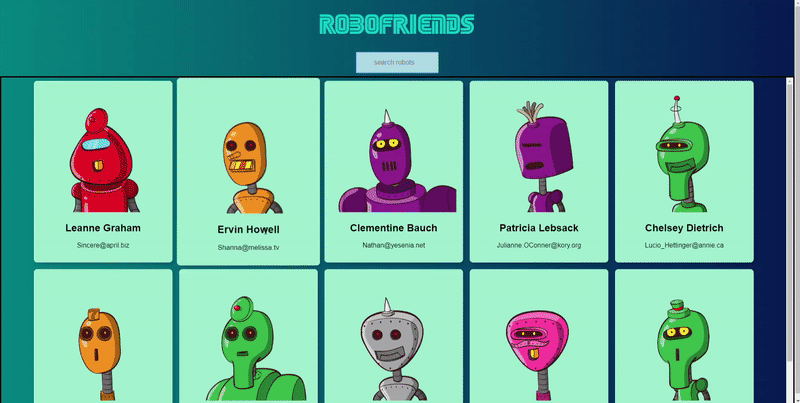 ROBOFRIENDS
search robots
Leanne Graham
Sincere@april.biz
Ervin Howell
Shanna@melissa.tv
Clementine Bauch
Nathan@yesenia.net
Patricia Lebsack
Julianne.OConner@kory.org
Chelsey Dietrich
Lucio_Hettinger@annie.ca